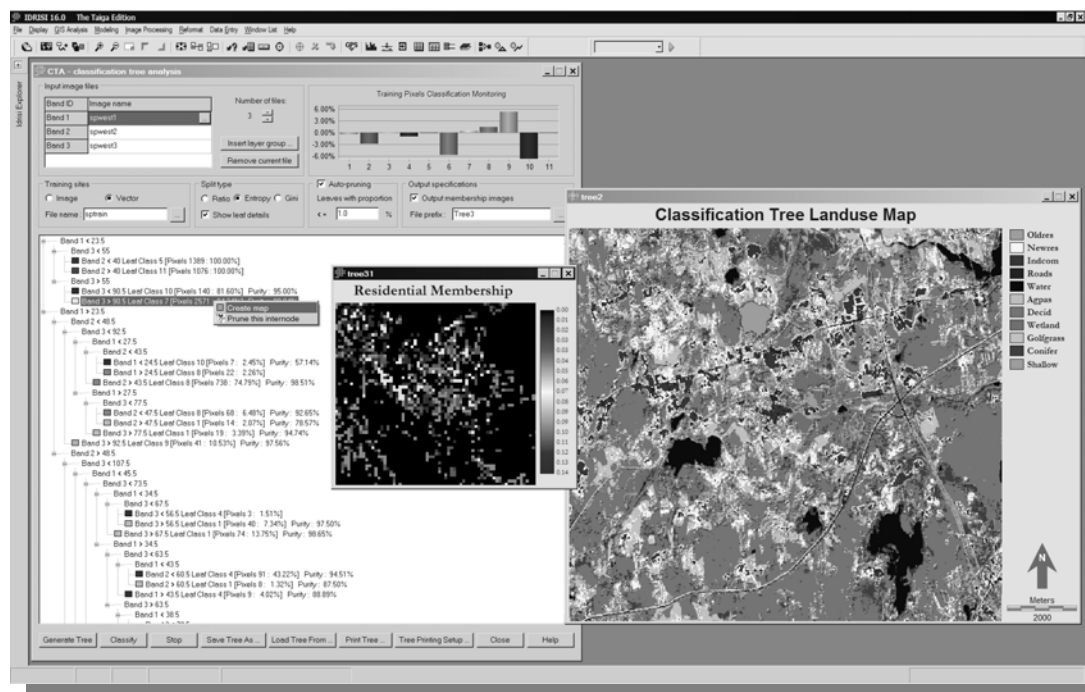 IDRISI 16.0 The Taiga Edition
File Display GIS Analysis Modeling Image Processing Reformat Data Entry Window List Help
Idrisi Explorer
CTA - classification tree analysis
Input image files
Band ID Image name
Band 1 spwest1
Band 2 spwest2
Band 3 spwest3
Number of files:
3
Insert layer group ...
Remove current file
Training Pixels Classification Monitoring
6.00%
3.00%
0.00%
-3.00%
-6.00%
1 2 3 4 5 6 7 8 9 10 11
Training sites
Image Vector
File name : sptrain ...
Split type
Ratio Entropy Gini
Show leaf details
Auto-pruning
Leaves with proportion
<= 1.0 %
Output specifications
Output membership images
File prefix : Tree3 ...
Band 1 < 23.5
Band 3 < 55
Band 2 < 40 Leaf Class 5 [Pixels 1389 : 100.00%]
Band 2 > 40 Leaf Class 11 [Pixels 1076 : 100.00%]
Band 3 > 55
Band 3 < 90.5 Leaf Class 10 [Pixels 140 : 81.60%] Purity : 95.00%
Band 3 > 90.5 Leaf Class 7 [Pixels 2571 :
Create map
Prune this internode
Band 1 > 23.5
Band 2 < 48.5
Band 3 < 92.5
Band 1 < 27.5
Band 2 < 43.5
Band 1 < 24.5 Leaf Class 10 [Pixels 7 : 2.45%] Purity : 57.14%
Band 1 > 24.5 Leaf Class 8 [Pixels 22 : 2.26%]
Band 2 > 43.5 Leaf Class 8 [Pixels 738 : 74.79%] Purity : 98.51%
Band 1 > 27.5
Band 3 < 77.5
Band 2 < 47.5 Leaf Class 8 [Pixels 68 : 6.48%] Purity : 92.65%
Band 2 > 47.5 Leaf Class 1 [Pixels 14 : 2.07%] Purity : 78.57%
Band 3 > 77.5 Leaf Class 1 [Pixels 19 : 3.39%] Purity : 94.74%
Band 3 > 92.5 Leaf Class 9 [Pixels 41 : 10.53%] Purity : 97.56%
Band 2 > 48.5
Band 3 < 107.5
Band 1 < 45.5
Band 3 < 73.5
Band 1 < 34.5
Band 3 < 67.5
Band 3 < 56.5 Leaf Class 4 [Pixels 3 : 1.51%]
Band 3 > 56.5 Leaf Class 1 [Pixels 40 : 7.34%] Purity : 97.50%
Band 3 > 67.5 Leaf Class 1 [Pixels 74 : 13.75%] Purity : 98.65%
Band 1 > 34.5
Band 3 < 63.5
Band 1 < 43.5
Band 2 < 60.5 Leaf Class 4 [Pixels 91 : 43.22%] Purity : 94.51%
Band 2 > 60.5 Leaf Class 1 [Pixels 8 : 1.32%] Purity : 87.50%
Band 1 > 43.5 Leaf Class 4 [Pixels 9 : 4.02%] Purity : 88.89%
Band 3 > 63.5
Band 1 < 38.5
Generate Tree Classify Stop Save Tree As... Load Tree From... Print Tree... Tree Printing Setup... Close Help
tree31
Residential Membership
0.00
0.01
0.02
0.03
0.04
0.05
0.06
0.07
0.08
0.09
0.10
0.11
0.12
0.13
0.14
tree2
Classification Tree Landuse Map
Oldres
Newres
Indcom
Roads
Water
Agpas
Decid
Wetland
Golfgrass
Conifer
Shallow
N
Meters
2000